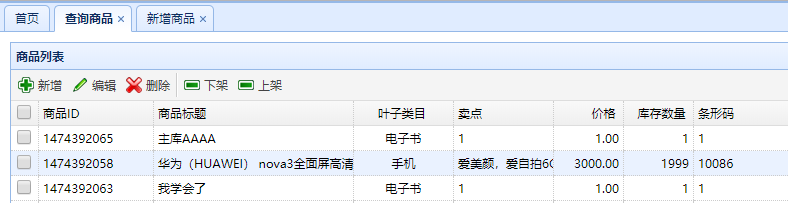 首页 查询商品 × 新增商品 ×
商品列表
新增 编辑 删除 下架 上架
商品ID 商品标题 叶子类目 卖点 价格 库存数量 条形码
1474392065 主库AAAA 电子书 1 1.00 1 1
1474392058 华为（HUAWEI） nova3全面屏高清 手机 爱美颜，爱自拍6G 3000.00 1999 10086
1474392063 我学会了 电子书 1 1.00 1 1